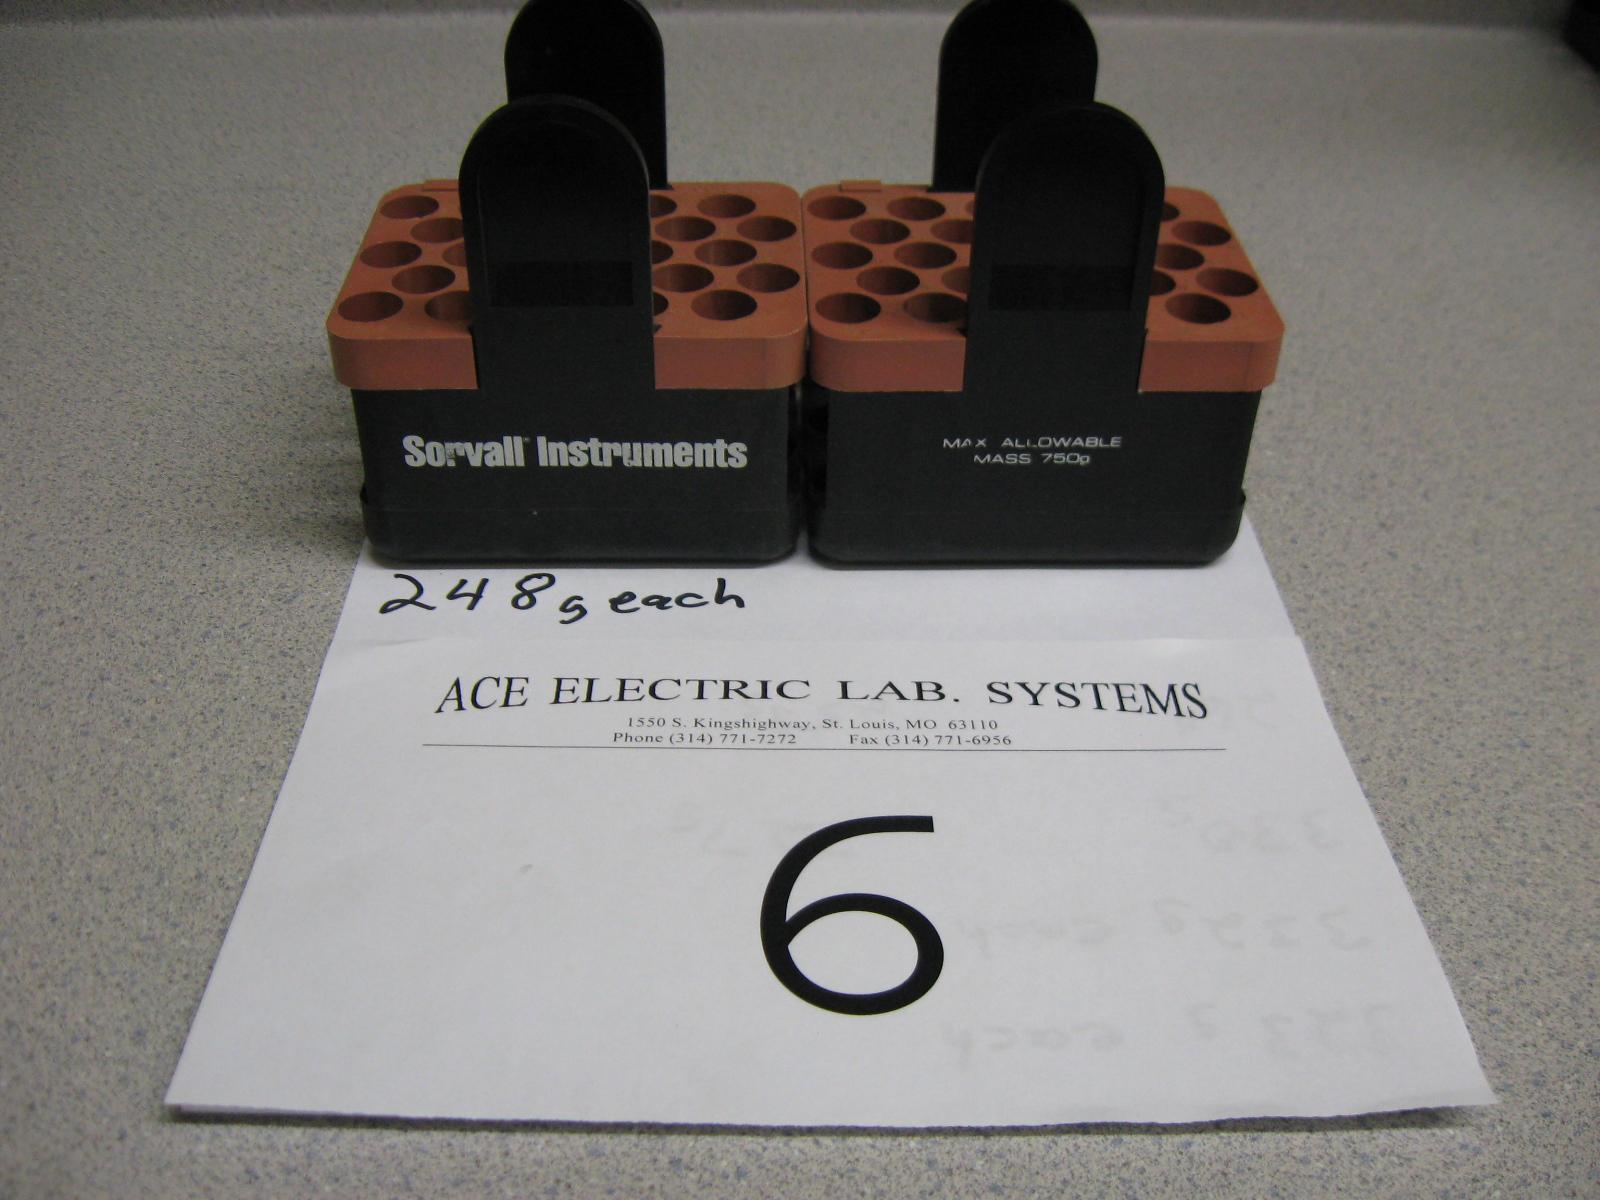 Sorvall Instruments
MAX ALLOWABLE
MASS 750g
248g each
ACE ELECTRIC LAB. SYSTEMS
1550 S. Kingshighway, St. Louis, MO 63110
Phone (314) 771-7272 Fax (314) 771-6956
6